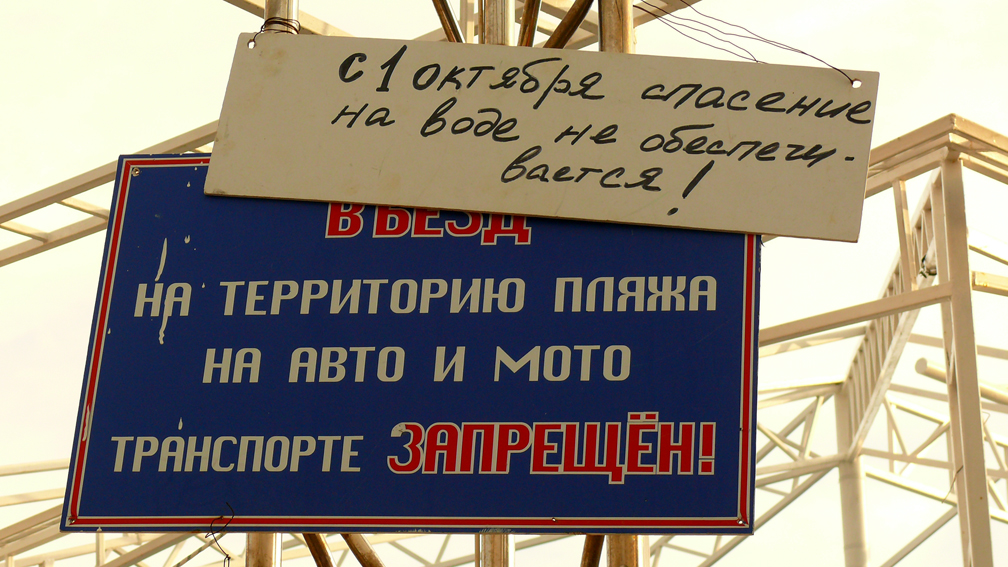 с 1 октября спасение
на воде не обеспечи-
вается!
ВЪЕЗД
НА ТЕРРИТОРИЮ ПЛЯЖА
НА АВТО И МОТО
ТРАНСПОРТЕ ЗАПРЕЩЁН!